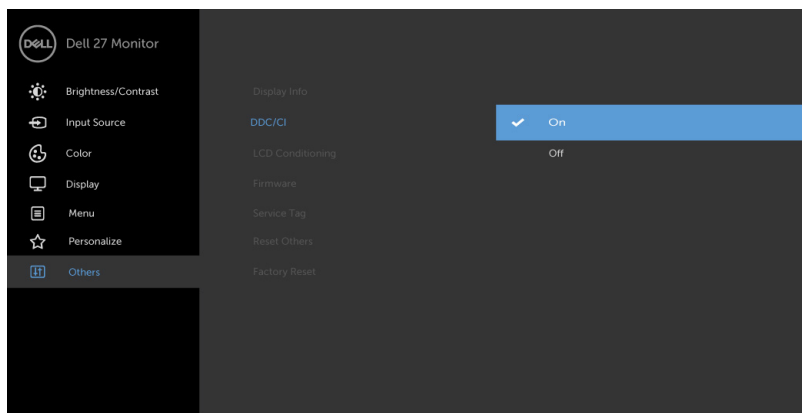 DELL
Dell 27 Monitor
Brightness/Contrast
Input Source
Color
Display
Menu
Personalize
Others
Display Info
DDC/CI
LCD Conditioning
Firmware
Service Tag
Reset Others
Factory Reset
On
Off